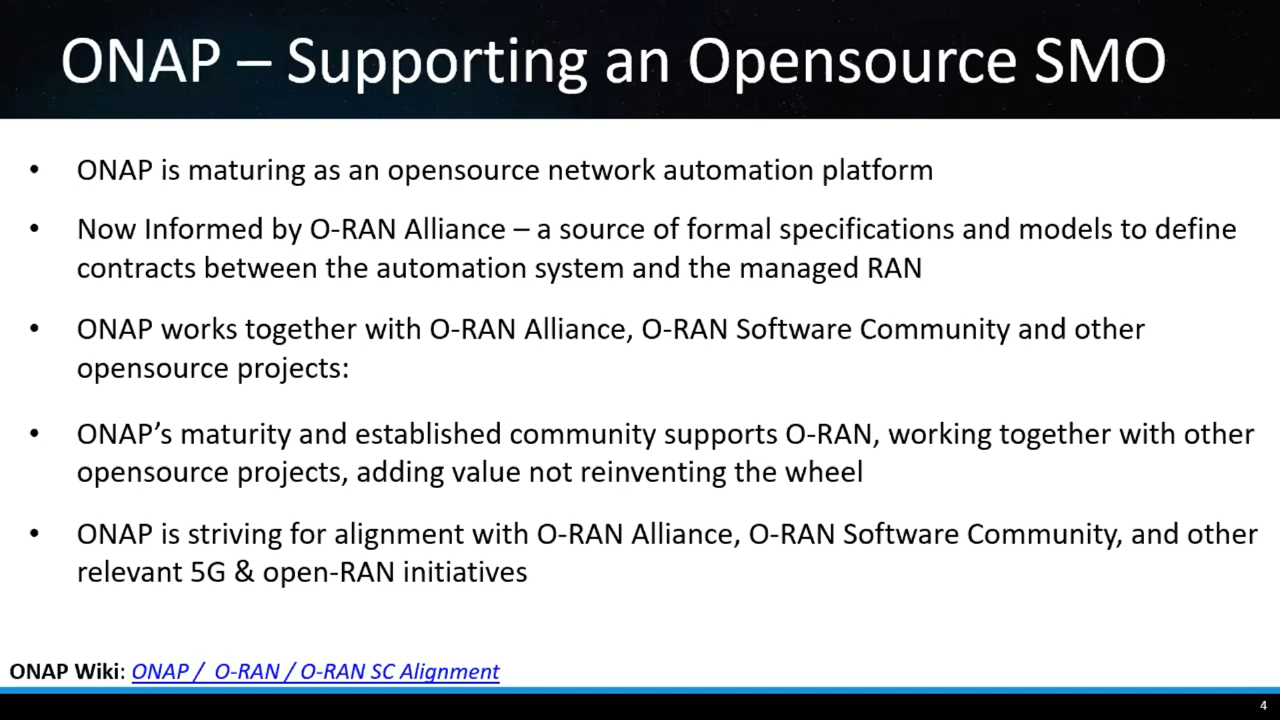 ONAP – Supporting an Opensource SMO
• ONAP is maturing as an opensource network automation platform
• Now Informed by O-RAN Alliance – a source of formal specifications and models to define
contracts between the automation system and the managed RAN
• ONAP works together with O-RAN Alliance, O-RAN Software Community and other
opensource projects:
• ONAP’s maturity and established community supports O-RAN, working together with other
opensource projects, adding value not reinventing the wheel
• ONAP is striving for alignment with O-RAN Alliance, O-RAN Software Community, and other
relevant 5G & open-RAN initiatives
ONAP Wiki: ONAP / O-RAN / O-RAN SC Alignment
4